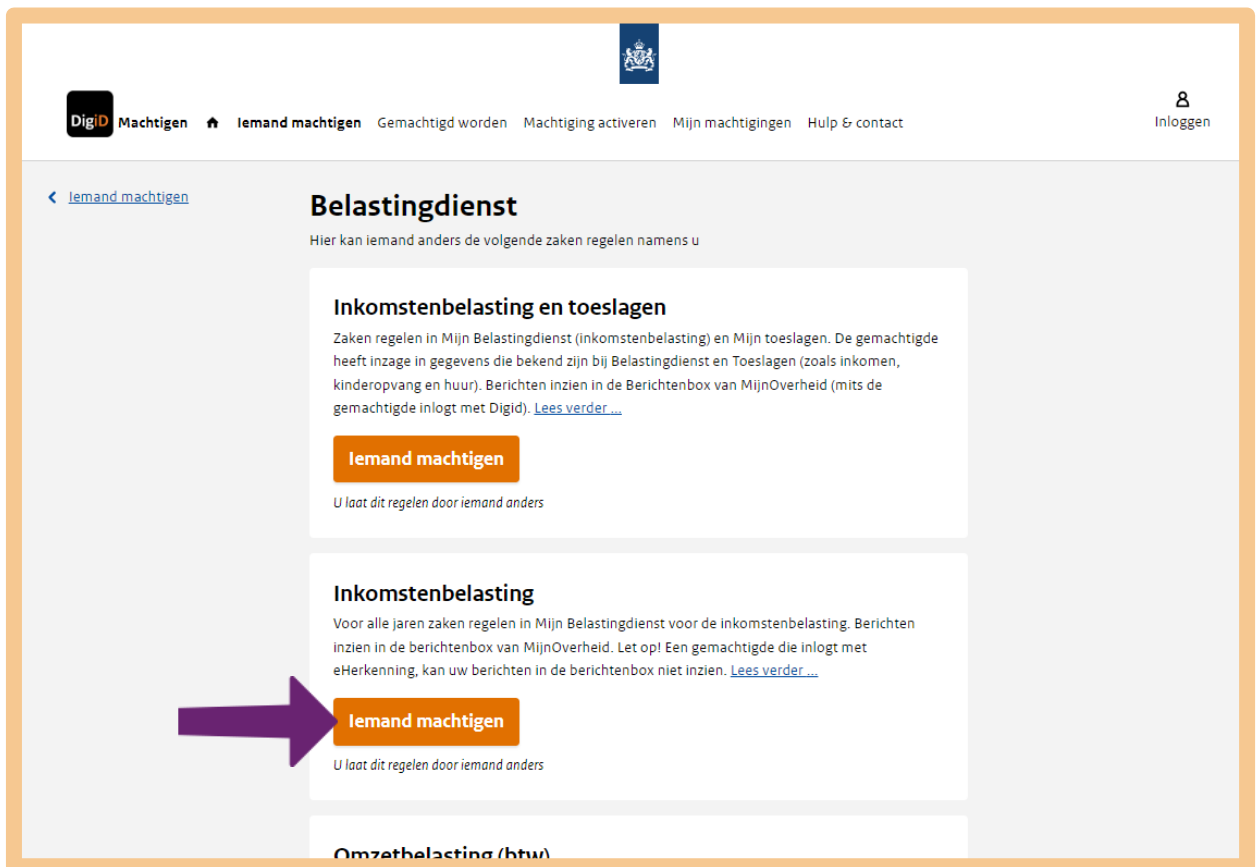 DigiD Machtigen Iemand machtigen Gemachtigd worden Machtiging activeren Mijn machtigingen Hulp & contact Inloggen
Iemand machtigen
Belastingdienst
Hier kan iemand anders de volgende zaken regelen namens u
Inkomstenbelasting en toeslagen
Zaken regelen in Mijn Belastingdienst (inkomstenbelasting) en Mijn toeslagen. De gemachtigde
heeft inzage in gegevens die bekend zijn bij Belastingdienst en Toeslagen (zoals inkomen,
kinderopvang en huur). Berichten inzien in de Berichtenbox van MijnOverheid (mits de
gemachtigde inlogt met Digid). Lees verder ...
Iemand machtigen
U laat dit regelen door iemand anders
Inkomstenbelasting
Voor alle jaren zaken regelen in Mijn Belastingdienst voor de inkomstenbelasting. Berichten
inzien in de berichtenbox van MijnOverheid. Let op! Een gemachtigde die inlogt met
eHerkenning, kan uw berichten in de berichtenbox niet inzien. Lees verder ...
Iemand machtigen
U laat dit regelen door iemand anders
Omzetbelasting (btw)